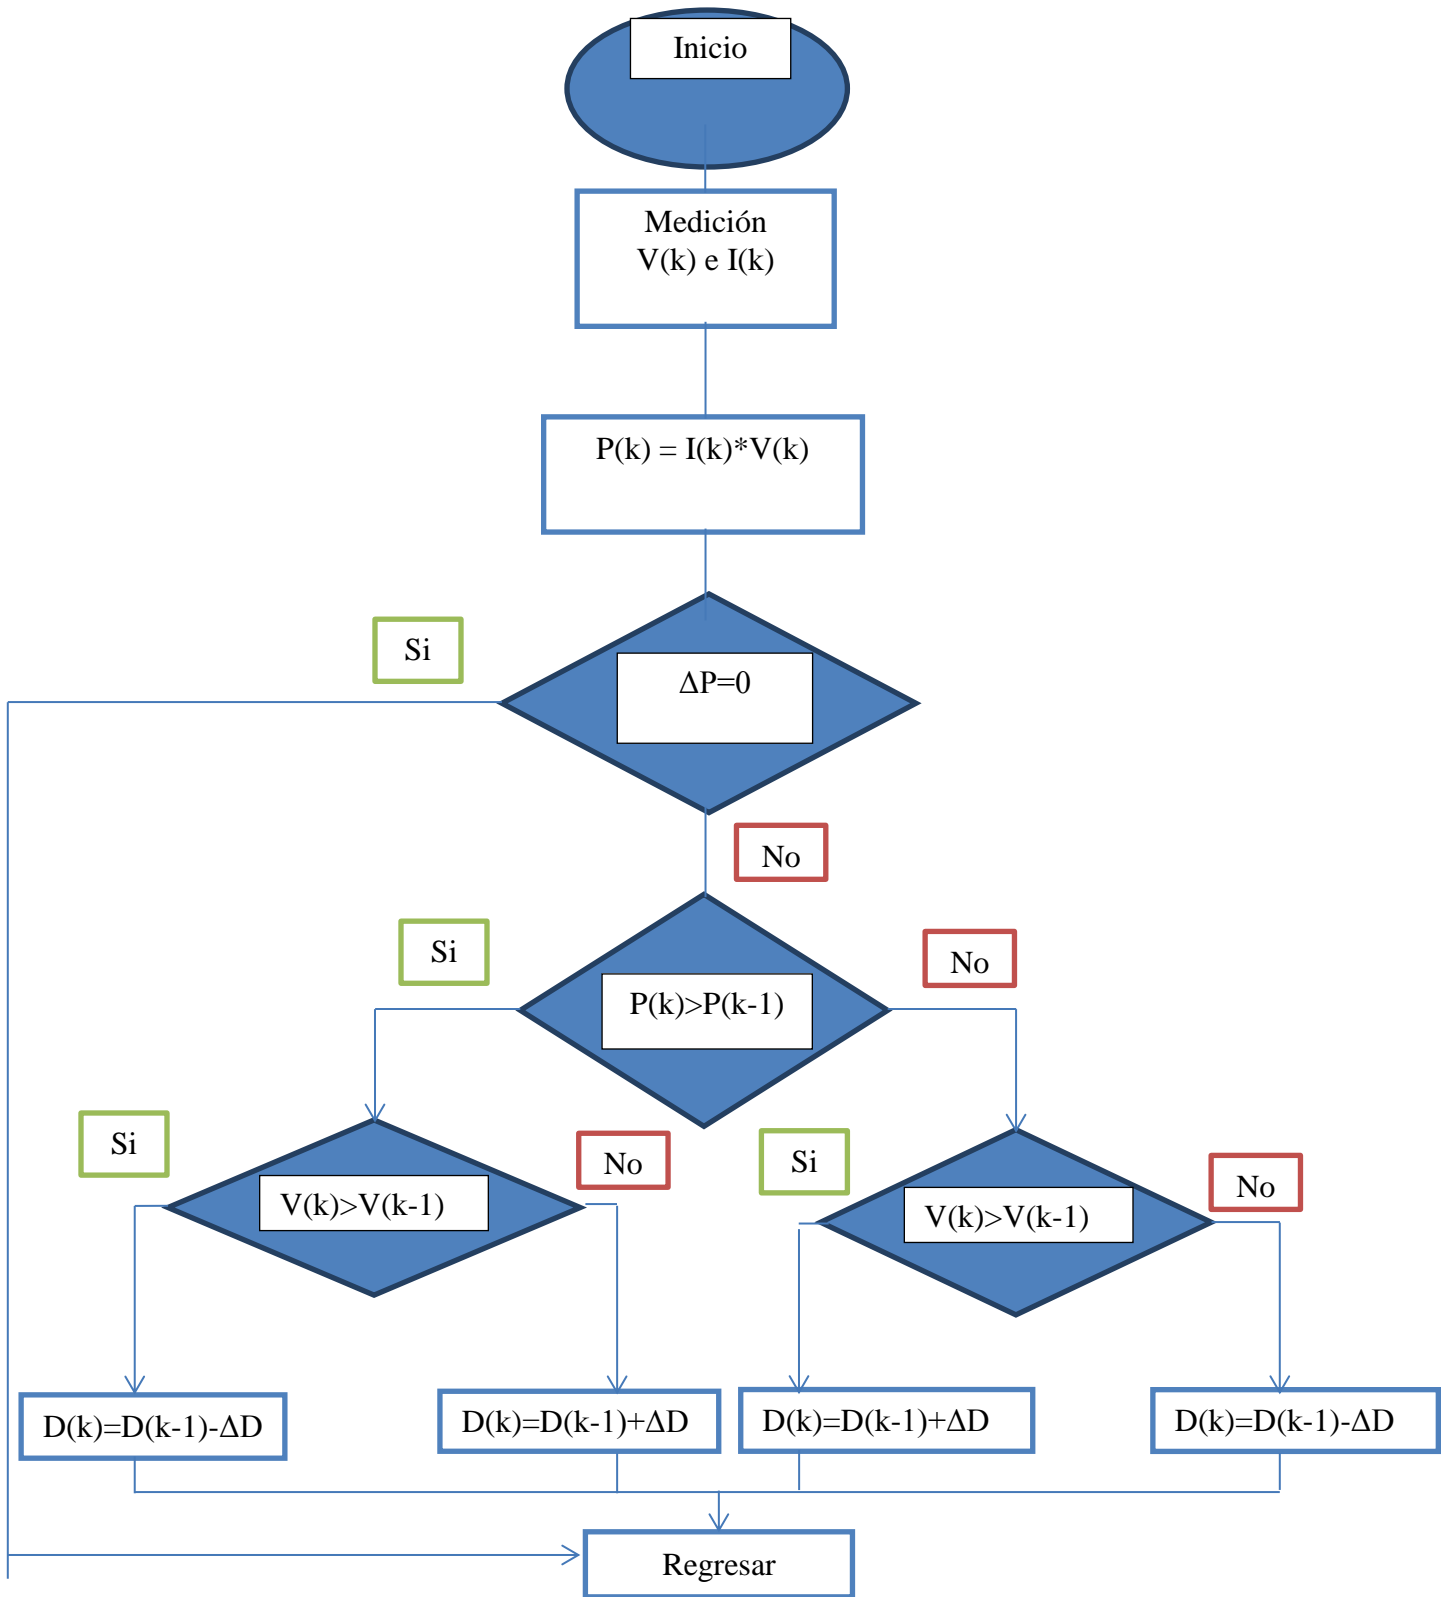 Inicio
Medición
V(k) e I(k)
P(k) = I(k)*V(k)
Si
ΔP=0
No
Si
No
P(k)>P(k-1)
Si
No
Si
No
V(k)>V(k-1)
V(k)>V(k-1)
D(k)=D(k-1)-ΔD
D(k)=D(k-1)+ΔD
D(k)=D(k-1)+ΔD
D(k)=D(k-1)-ΔD
Regresar